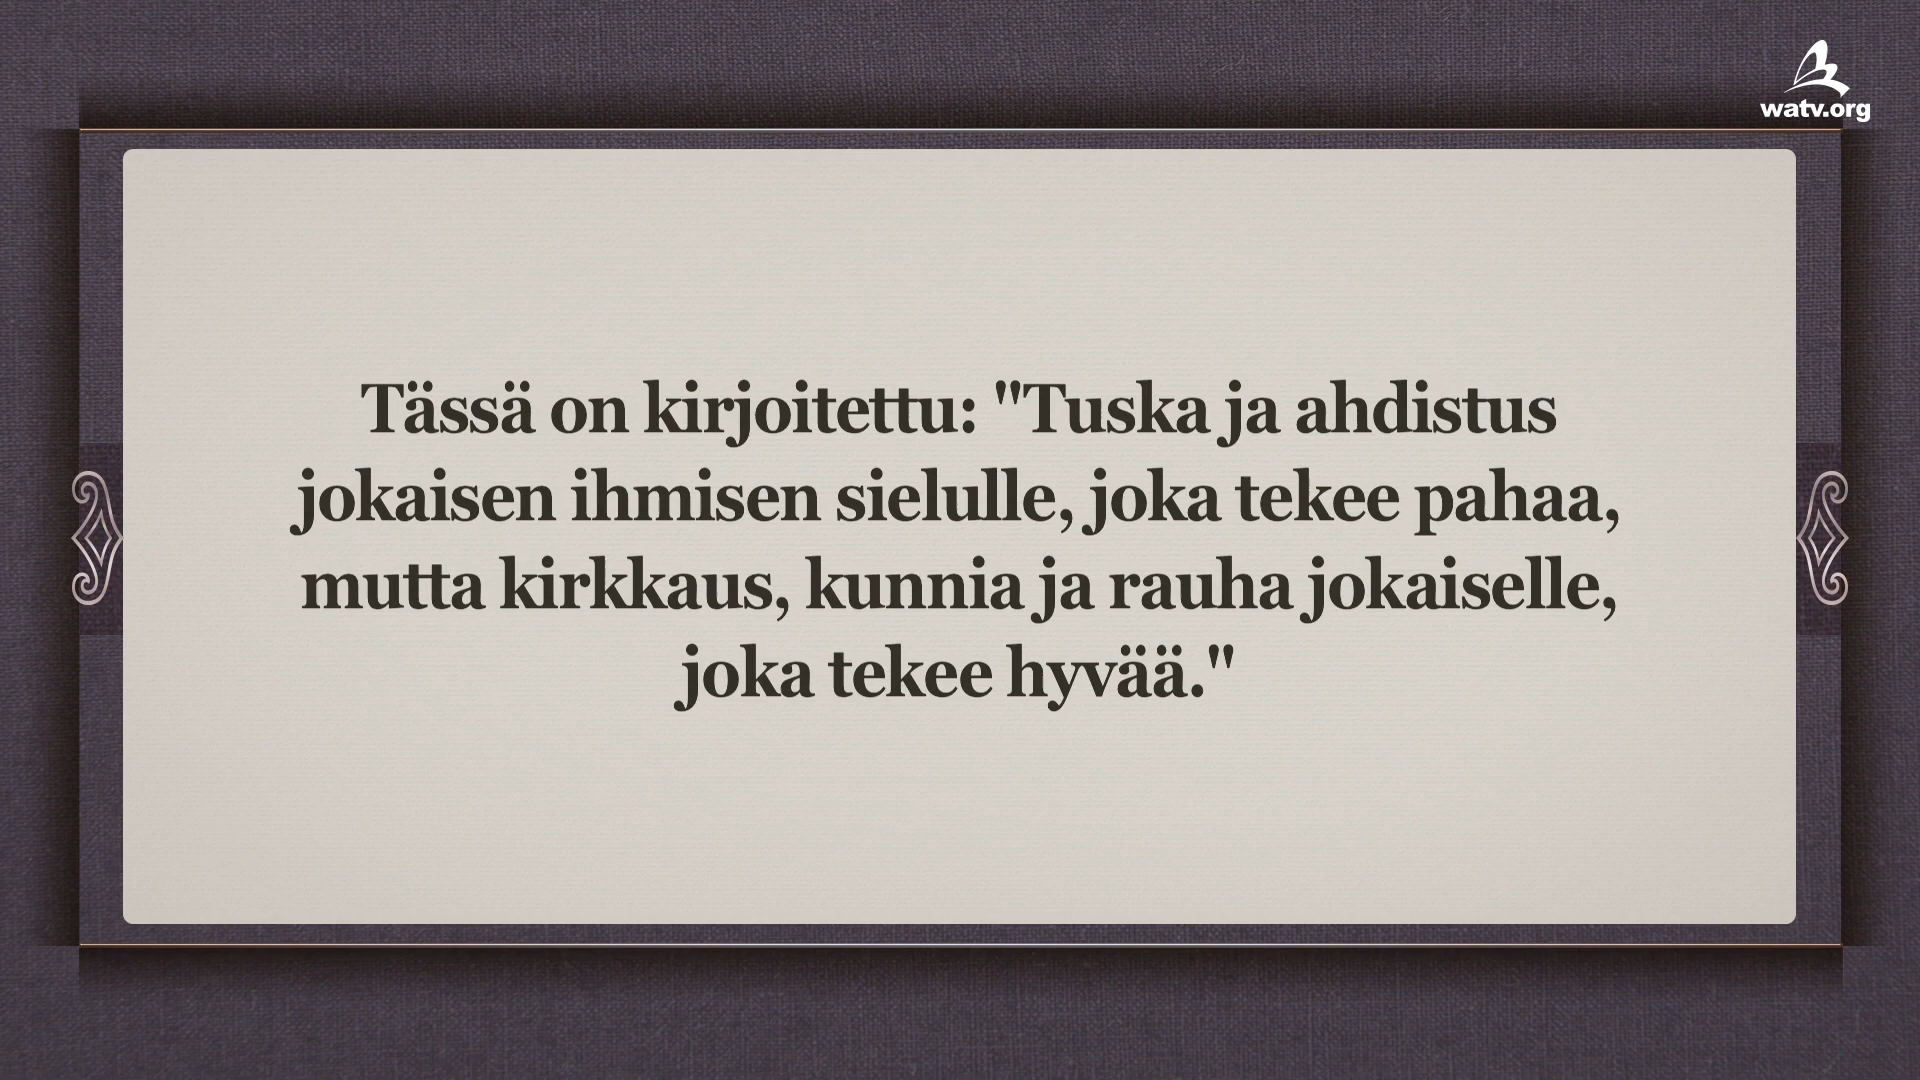 watv.org
Tässä on kirjoitettu: "Tuska ja ahdistus
jokaisen ihmisen sielulle, joka tekee pahaa,
mutta kirkkaus, kunnia ja rauha jokaiselle,
joka tekee hyvää."